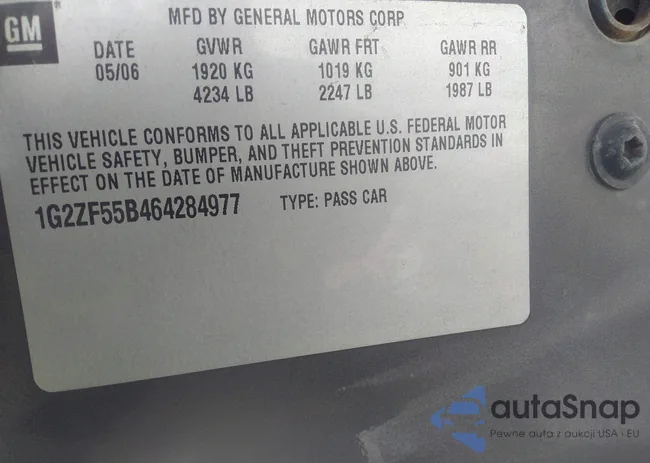 GM
MFD BY GENERAL MOTORS CORP
DATE GVWR GAWR FRT GAWR RR
05/06 1920 KG 1019 KG 901 KG
4234 LB 2247 LB 1987 LB
THIS VEHICLE CONFORMS TO ALL APPLICABLE U.S. FEDERAL MOTOR
VEHICLE SAFETY, BUMPER, AND THEFT PREVENTION STANDARDS IN
EFFECT ON THE DATE OF MANUFACTURE SHOWN ABOVE.
1G2ZF55B464284977 TYPE: PASS CAR
autaSnap
Pewne auta z aukcji USA i EU